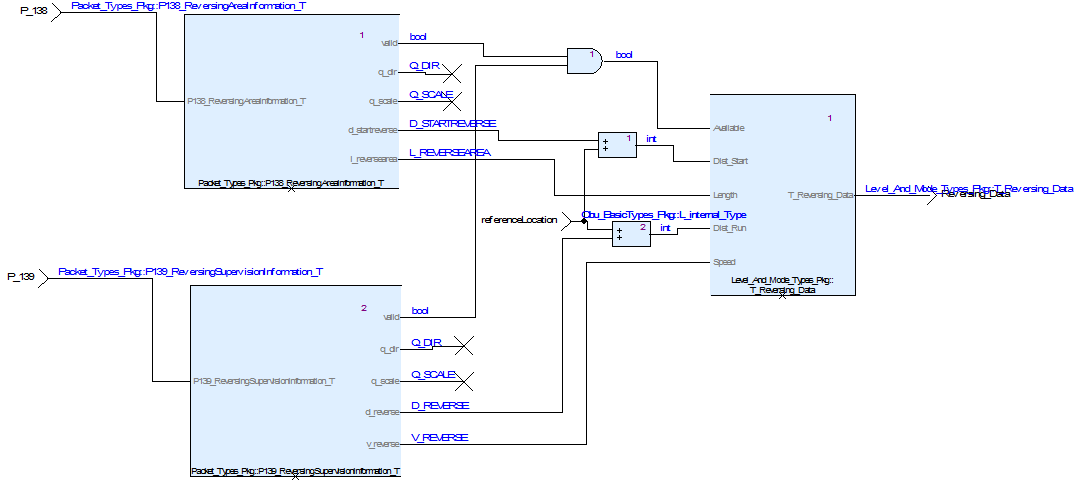 P_138
Packet_Types_Pkg::P138_ReversingAreaInformation_T
1
valid
bool
q_dir
Q_DIR
P138_ReversingAreaInformation_T
q_scale
Q_SCALE
d_startreverse
D_STARTREVERSE
l_reversearea
L_REVERSEAREA
Packet_Types_Pkg::P138_ReversingAreaInformation_T
1
bool
1
+
+
int
referenceLocation
Obu_BasicTypes_Pkg::L_internal_Type
2
+
+
int
1
Available
Dist_Start
Length
T_Reversing_Data
Dist_Run
Speed
Level_And_Mode_Types_Pkg::
T_Reversing_Data
Level_And_Mode_Types_Pkg::T_Reversing_Data
Reversing_Data
P_139
Packet_Types_Pkg::P139_ReversingSupervisionInformation_T
2
valid
bool
q_dir
Q_DIR
P139_ReversingSupervisionInformation_T
q_scale
Q_SCALE
d_reverse
D_REVERSE
v_reverse
V_REVERSE
Packet_Types_Pkg::P139_ReversingSupervisionInformation_T